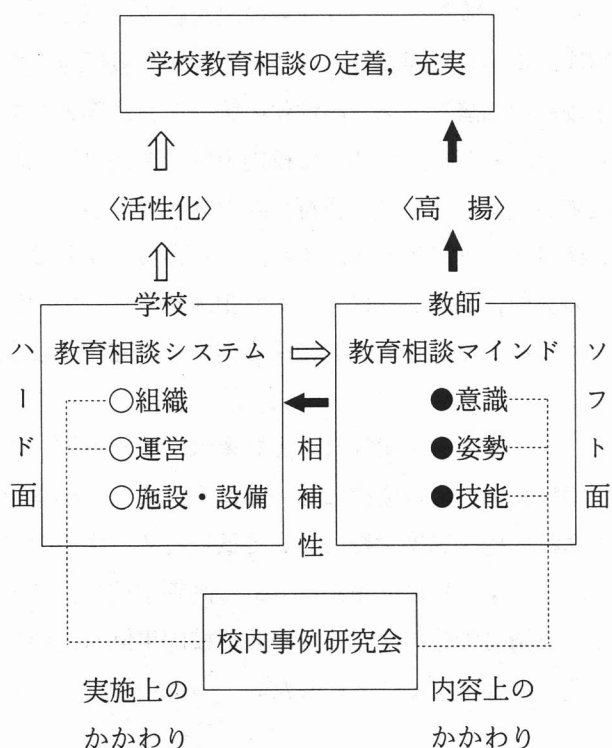 学校教育相談の定着，充実
〈活性化〉
〈高　揚〉
学校
教師
ハード面
教育相談システム
○組織
○運営
○施設・設備
相補性
教育相談マインド
●意識
●姿勢
●技能
ソフト面
校内事例研究会
実施上の
かかわり
内容上の
かかわり